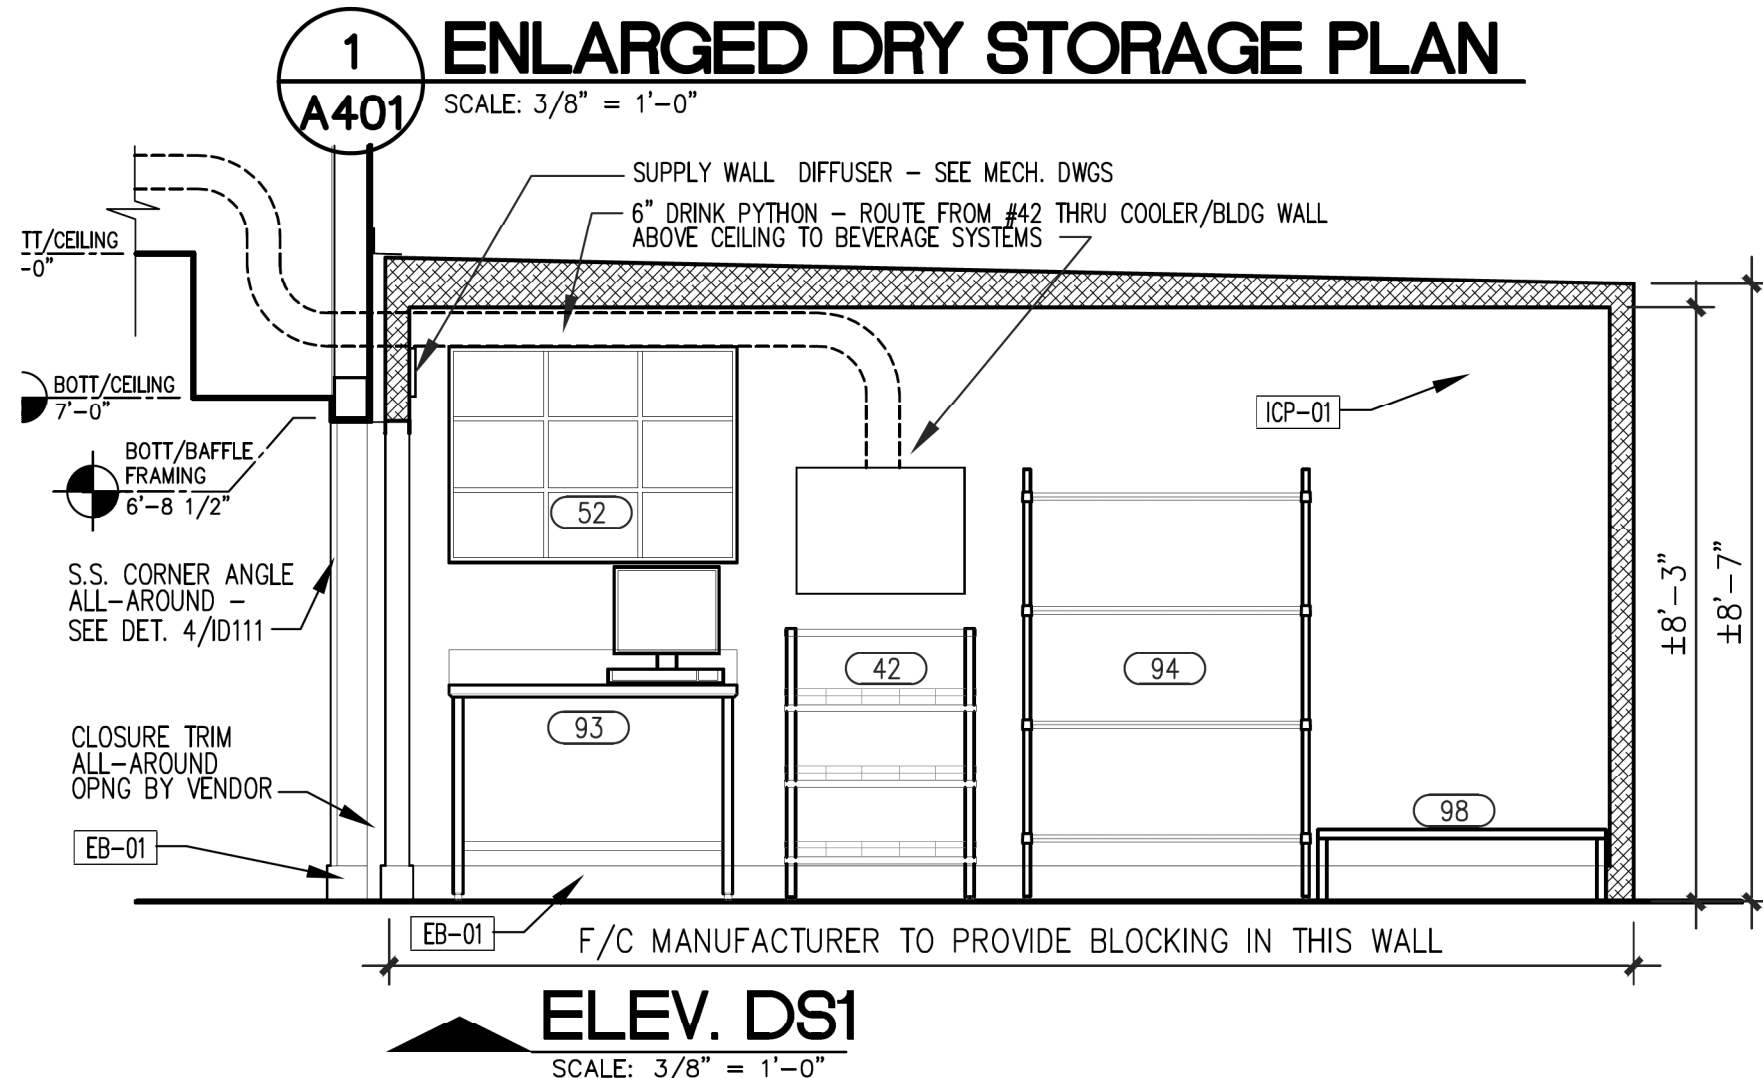 1
A401
ENLARGED DRY STORAGE PLAN
SCALE: 3/8" = 1'-0"
SUPPLY WALL DIFFUSER - SEE MECH. DWGS
6" DRINK PYTHON - ROUTE FROM #42 THRU COOLER/BLDG WALL
ABOVE CEILING TO BEVERAGE SYSTEMS
TT/CEILING
-0"
BOTT/CEILING
7'-0"
BOTT/BAFFLE
FRAMING
6'-8 1/2"
S.S. CORNER ANGLE
ALL-AROUND -
SEE DET. 4/ID111
CLOSURE TRIM
ALL-AROUND
OPNG BY VENDOR
EB-01
EB-01
52
93
42
94
98
ICP-01
±8'-3"
±8'-7"
F/C MANUFACTURER TO PROVIDE BLOCKING IN THIS WALL
ELEV. DS1
SCALE: 3/8" = 1'-0"